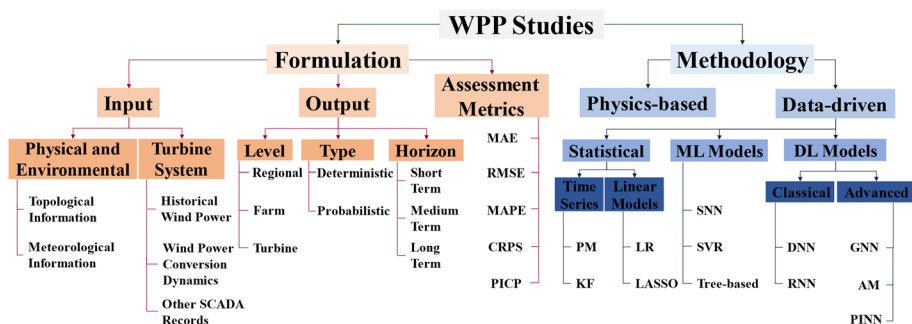 WPP Studies
Formulation
Methodology
Input
Output
Assessment
Metrics
Physics-based
Data-driven
Physical and
Environmental
Turbine
System
Level
Type
Horizon
Statistical
ML Models
DL Models
Time
Series
Linear
Models
Classical
Advanced
Topological
Information
Meteorological
Information
Historical
Wind Power
Wind Power
Conversion
Dynamics
Other SCADA
Records
Regional
Farm
Turbine
Deterministic
Probabilistic
Short
Term
Medium
Term
Long
Term
MAE
RMSE
MAPE
CRPS
PICP
PM
KF
LR
LASSO
SNN
SVR
Tree-based
DNN
RNN
GNN
AM
PINN